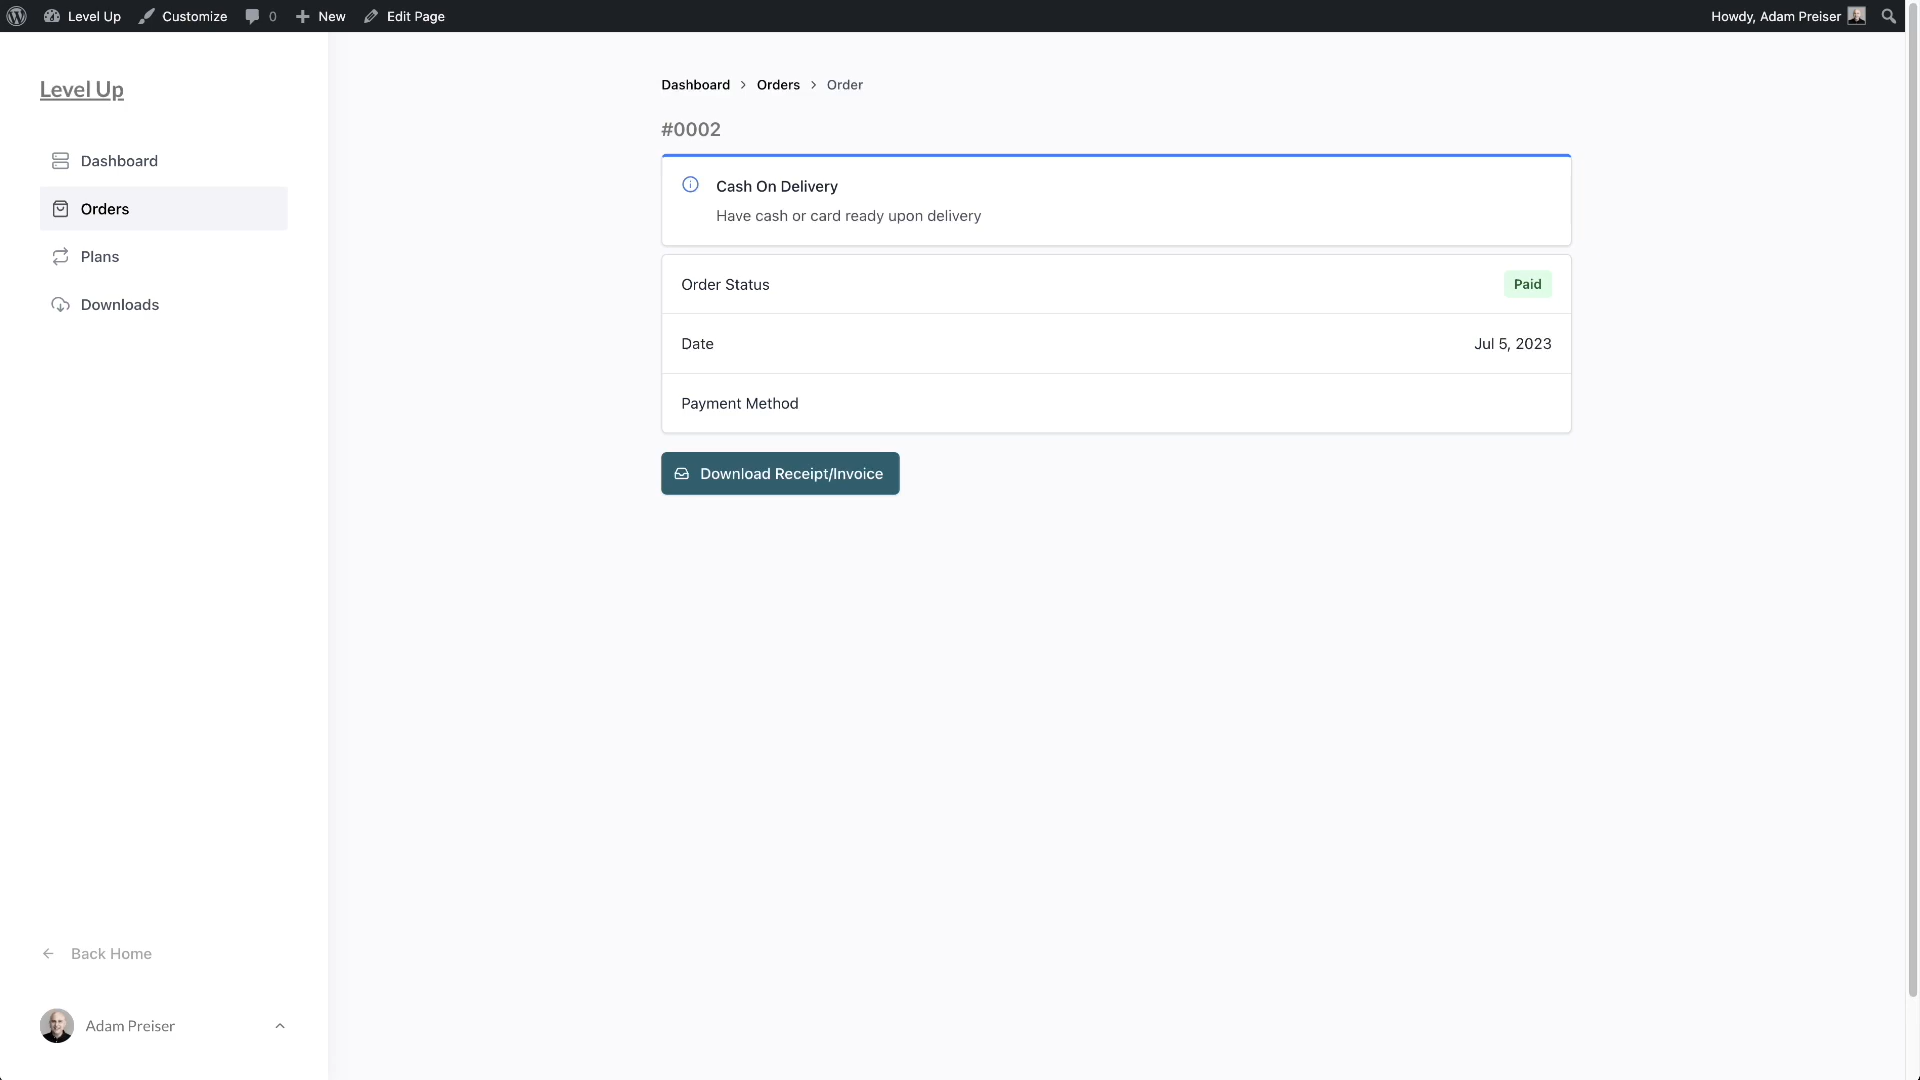 Level Up
Customize
0
New
Edit Page
Howdy, Adam Preiser
Level Up
Dashboard
Orders
Plans
Downloads
Back Home
Adam Preiser
Dashboard > Orders > Order
#0002
Cash On Delivery
Have cash or card ready upon delivery
Order Status
Paid
Date
Jul 5, 2023
Payment Method
Download Receipt/Invoice